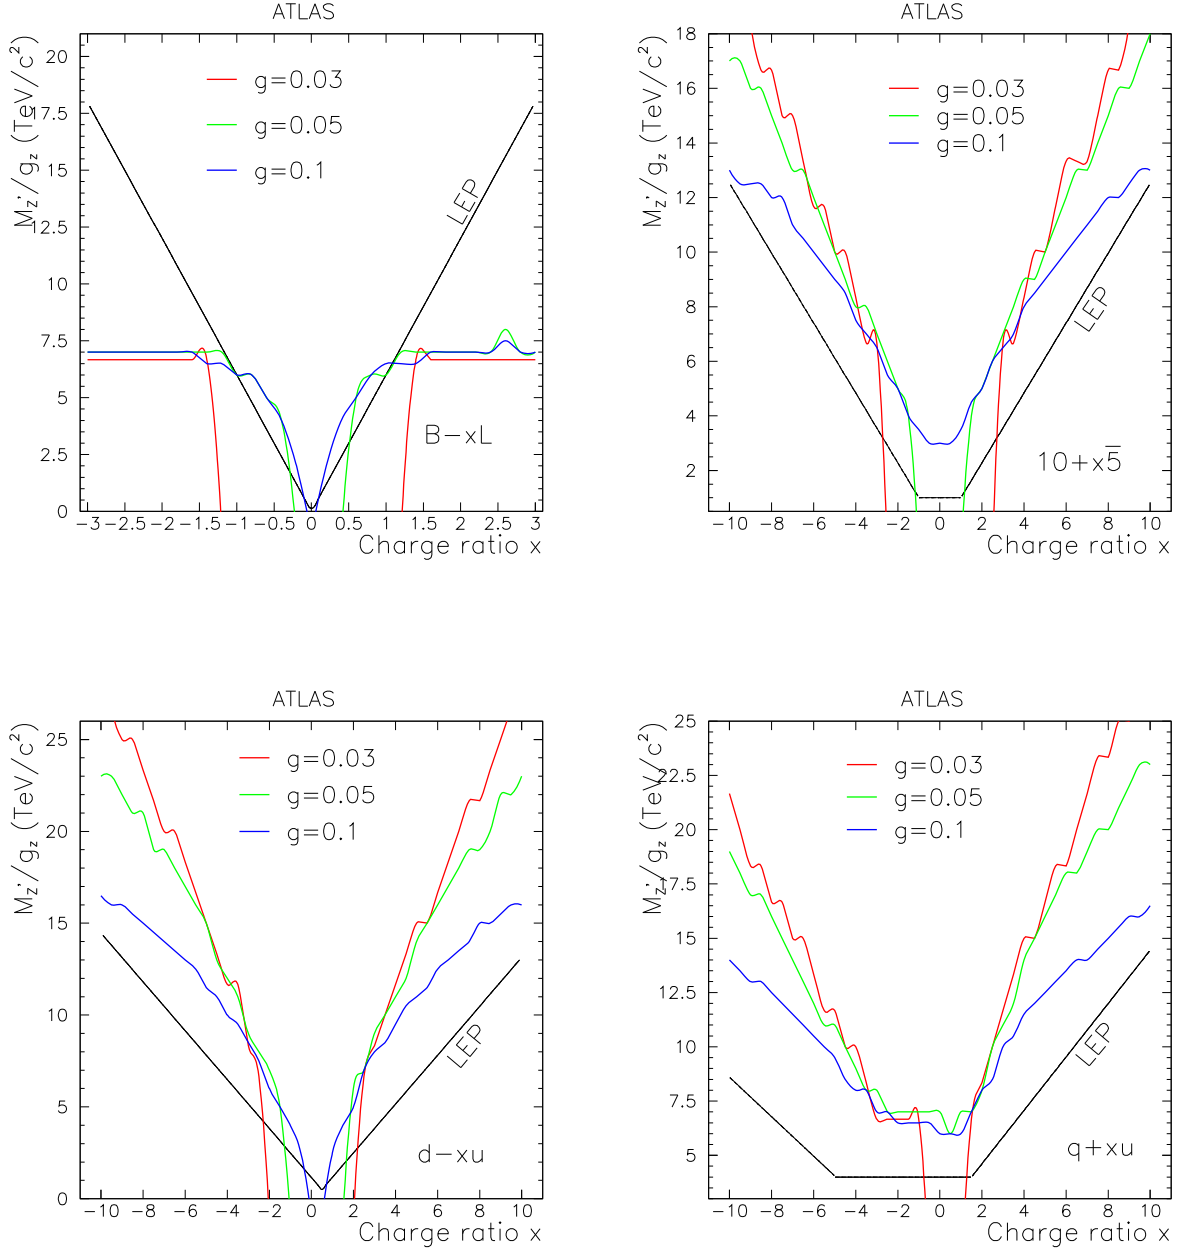 ATLAS
M_Z'/g_z (TeV/c²)
20
17.5
15
12.5
10
7.5
5
2.5
0
g=0.03
g=0.05
g=0.1
LEP
B−xL
−3 −2.5 −2 −1.5 −1 −0.5 0 0.5 1 1.5 2 2.5 3
Charge ratio x
ATLAS
M_Z'/g_z (TeV/c²)
18
16
14
12
10
8
6
4
2
g=0.03
g=0.05
g=0.1
LEP
10+x5̅
−10 −8 −6 −4 −2 0 2 4 6 8 10
Charge ratio x
ATLAS
M_Z'/g_z (TeV/c²)
25
20
15
10
5
0
g=0.03
g=0.05
g=0.1
LEP
d−xu
−10 −8 −6 −4 −2 0 2 4 6 8 10
Charge ratio x
ATLAS
M_Z'/g_z (TeV/c²)
25
22.5
20
17.5
15
12.5
10
7.5
5
g=0.03
g=0.05
g=0.1
LEP
q+xu
−10 −8 −6 −4 −2 0 2 4 6 8 10
Charge ratio x